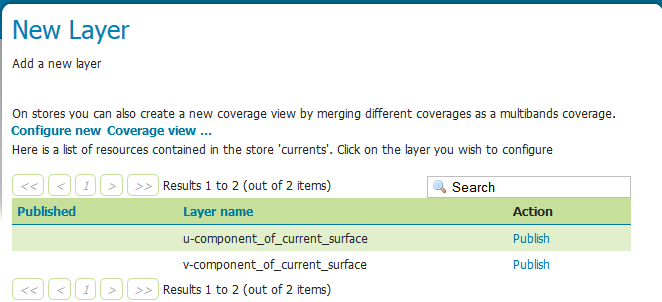 New Layer
Add a new layer
On stores you can also create a new coverage view by merging different coverages as a multibands coverage.
Configure new Coverage view ...
Here is a list of resources contained in the store 'currents'. Click on the layer you wish to configure
<< < 1 > >> Results 1 to 2 (out of 2 items) Search
Published Layer name Action
u-component_of_current_surface Publish
v-component_of_current_surface Publish
<< < 1 > >> Results 1 to 2 (out of 2 items)